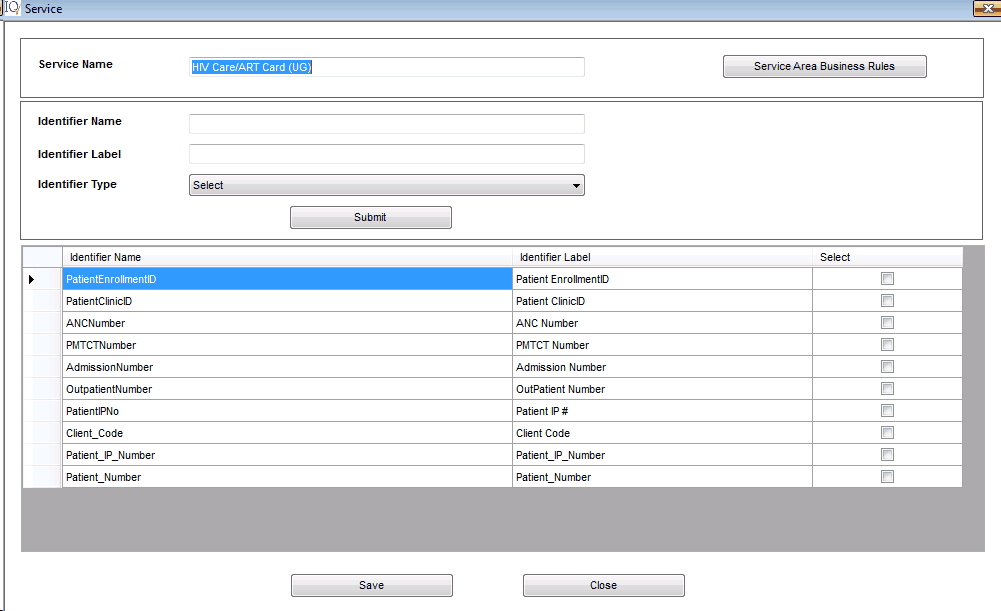 IQ Service
Service Name HIV Care/ART Card (UG) Service Area Business Rules
Identifier Name
Identifier Label
Identifier Type Select
Submit
Identifier Name Identifier Label Select
PatientEnrollmentID Patient EnrollmentID
PatientClinicID Patient ClinicID
ANCNumber ANC Number
PMTCTNumber PMTCT Number
AdmissionNumber Admission Number
OutpatientNumber OutPatient Number
PatientIPNo Patient IP #
Client_Code Client Code
Patient_IP_Number Patient_IP_Number
Patient_Number Patient_Number
Save Close